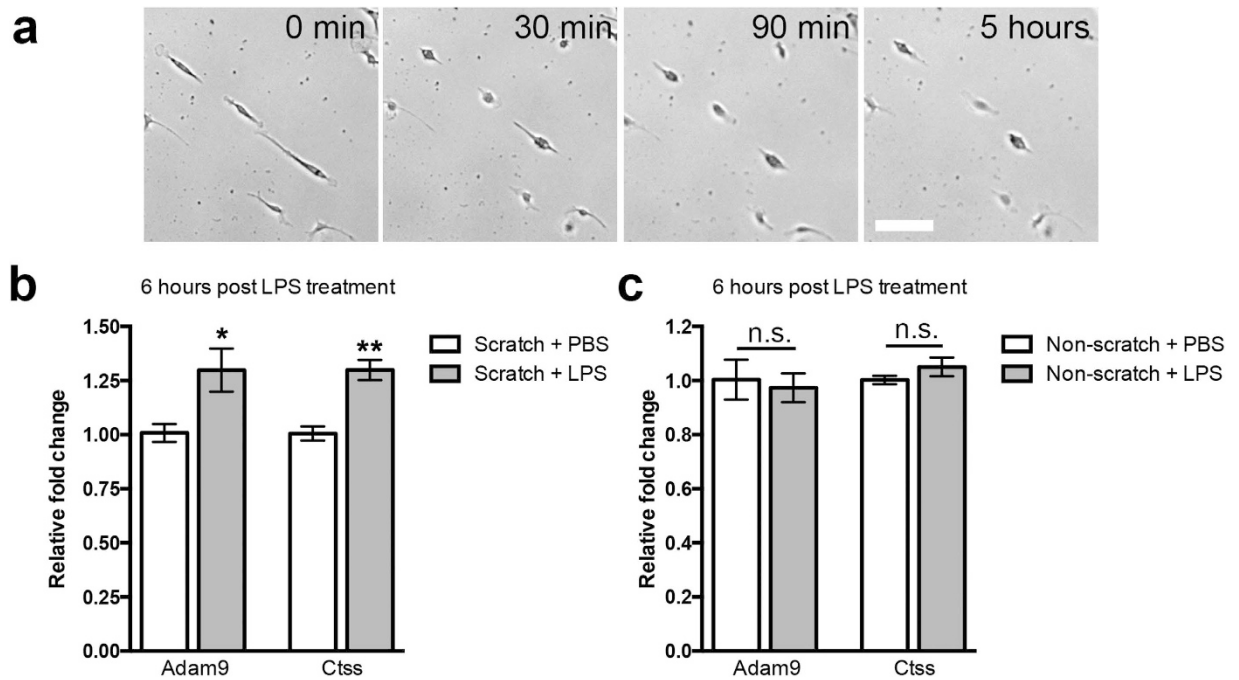 a
0 min
30 min
90 min
5 hours
b
6 hours post LPS treatment
Relative fold change
1.50
1.25
1.00
0.75
0.50
0.25
0.00
*
**
Adam9
Ctss
Scratch + PBS
Scratch + LPS
c
6 hours post LPS treatment
Relative fold change
1.2
1.0
0.8
0.6
0.4
0.2
0.0
n.s.
n.s.
Adam9
Ctss
Non-scratch + PBS
Non-scratch + LPS